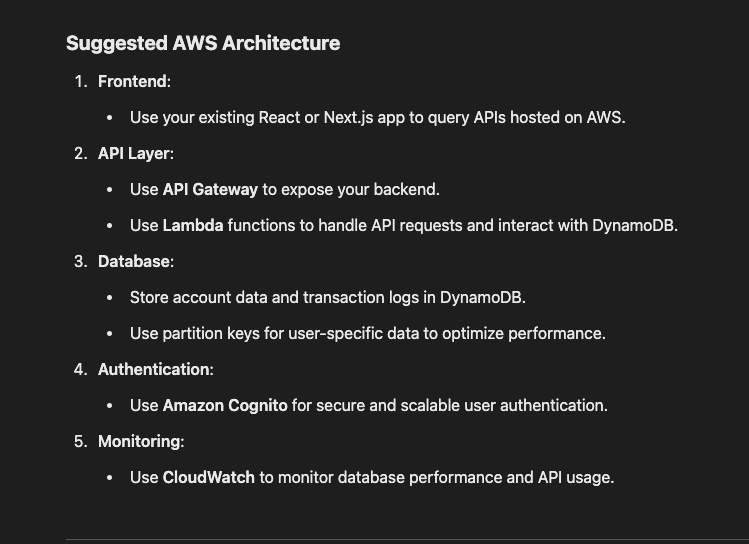 Suggested AWS Architecture
1. Frontend:
• Use your existing React or Next.js app to query APIs hosted on AWS.
2. API Layer:
• Use API Gateway to expose your backend.
• Use Lambda functions to handle API requests and interact with DynamoDB.
3. Database:
• Store account data and transaction logs in DynamoDB.
• Use partition keys for user-specific data to optimize performance.
4. Authentication:
• Use Amazon Cognito for secure and scalable user authentication.
5. Monitoring:
• Use CloudWatch to monitor database performance and API usage.